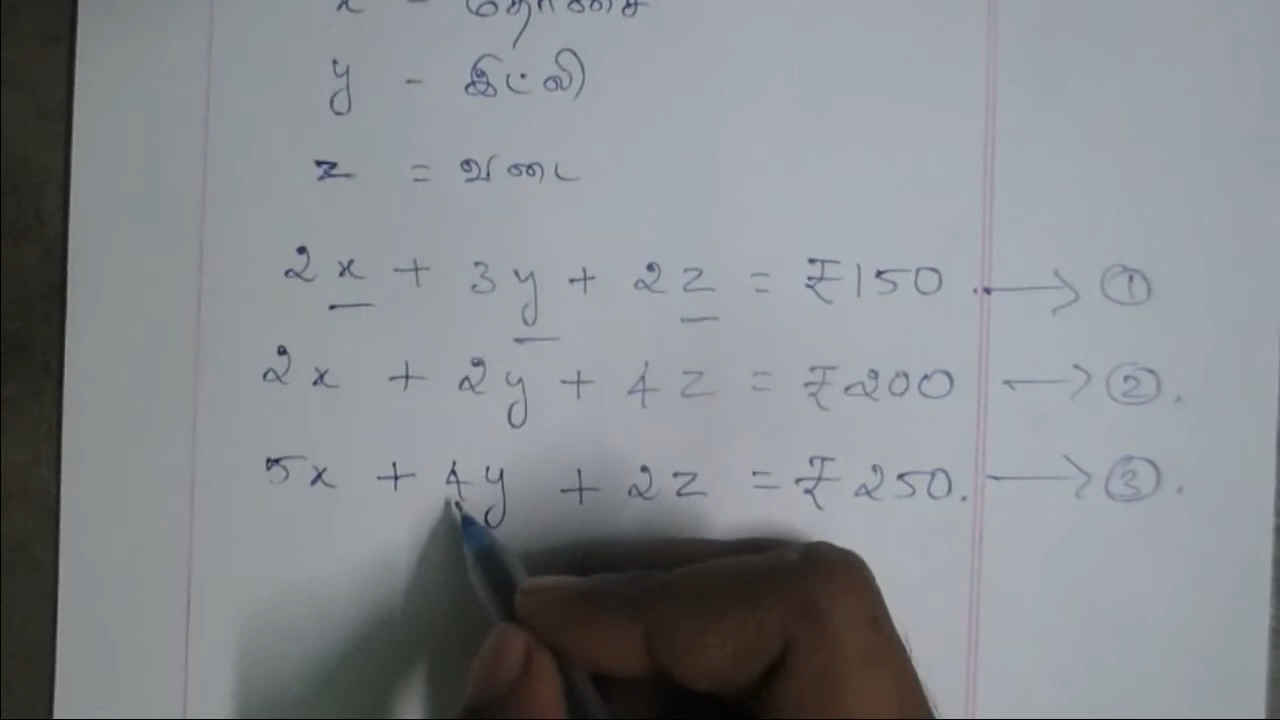 x - தோசை
y - இட்லி
z = வடை
2x + 3y + 2z = ₹150 → ①
2x + 2y + 4z = ₹200 → ②.
5x + 4y + 2z = ₹250. → ③.